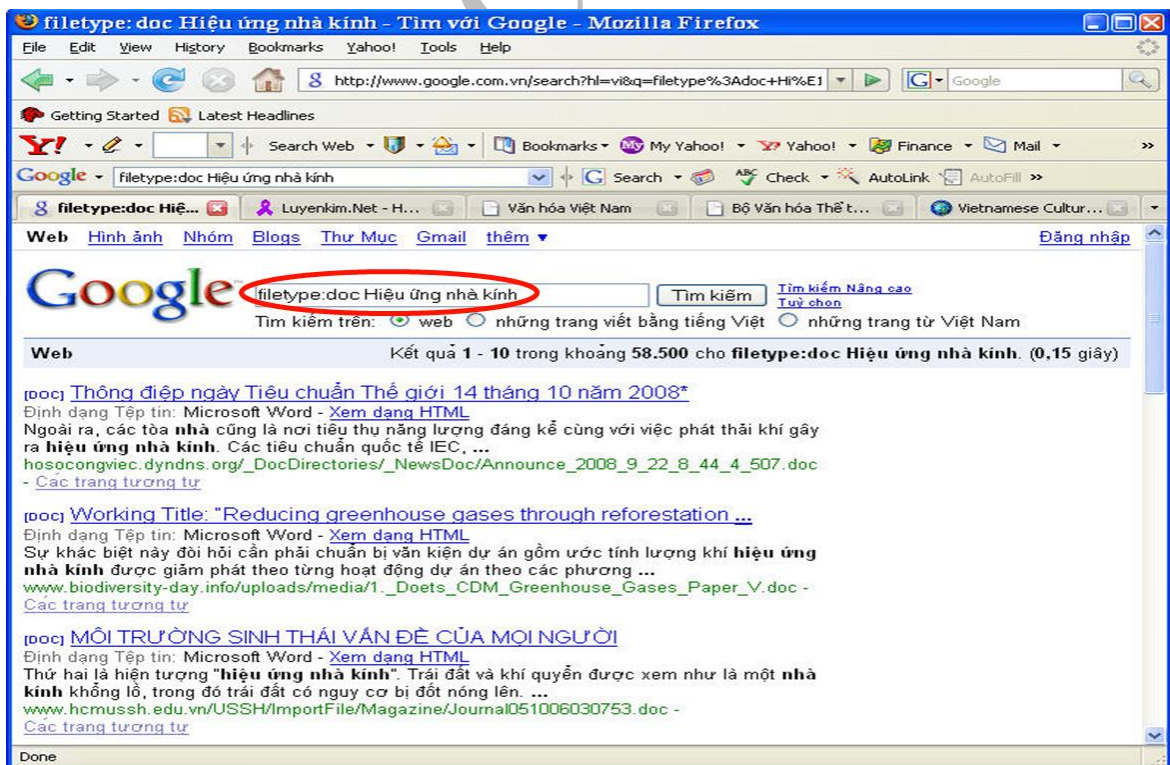 filetype:doc Hiệu ứng nhà kính - Tìm với Google - Mozilla Firefox
File Edit View History Bookmarks Yahoo! Tools Help
http://www.google.com.vn/search?hl=vi&q=filetype%3Adoc+Hi%E1 Google
Getting Started Latest Headlines
Y! Search Web Bookmarks My Yahoo! Yahoo! Finance Mail »
Google filetype:doc Hiệu ứng nhà kính G Search Check AutoLink AutoFill »
filetype:doc Hiệ... Luyenkim.Net - H... Văn hóa Việt Nam Bộ Văn hóa Thể t... Vietnamese Cultur...
Web Hình ảnh Nhóm Blogs Thư Mục Gmail thêm ▼ Đăng nhập
Google filetype:doc Hiệu ứng nhà kính Tìm kiếm Tìm kiếm Nâng cao
Tuỳ chọn
Tìm kiếm trên: web những trang viết bằng tiếng Việt những trang từ Việt Nam
Web Kết quả 1 - 10 trong khoảng 58.500 cho filetype:doc Hiệu ứng nhà kính. (0,15 giây)
[DOC] Thông điệp ngày Tiêu chuẩn Thế giới 14 tháng 10 năm 2008*
Định dạng Tệp tin: Microsoft Word - Xem dạng HTML
Ngoài ra, các tòa nhà cũng là nơi tiêu thụ năng lượng đáng kể cùng với việc phát thải khí gây
ra hiệu ứng nhà kính. Các tiêu chuẩn quốc tế IEC, ...
hosocongviec.dyndns.org/_DocDirectories/_NewsDoc/Announce_2008_9_22_8_44_4_507.doc
- Các trang tương tự
[DOC] Working Title: "Reducing greenhouse gases through reforestation ...
Định dạng Tệp tin: Microsoft Word - Xem dạng HTML
Sự khác biệt này đòi hỏi cần phải chuẩn bị văn kiện dự án gồm ước tính lượng khí hiệu ứng
nhà kính được giảm phát theo từng hoạt động dự án theo các phương ...
www.biodiversity-day.info/uploads/media/1._Doets_CDM_Greenhouse_Gases_Paper_V.doc -
Các trang tương tự
[DOC] MÔI TRƯỜNG SINH THÁI VẤN ĐỀ CỦA MỌI NGƯỜI
Định dạng Tệp tin: Microsoft Word - Xem dạng HTML
Thứ hai là hiện tượng "hiệu ứng nhà kính". Trái đất và khí quyển được xem như là một nhà
kính khổng lồ, trong đó trái đất có nguy cơ bị đốt nóng lên. ...
www.hcmussh.edu.vn/USSH/ImportFile/Magazine/Journal051006030753.doc -
Các trang tương tự
Done